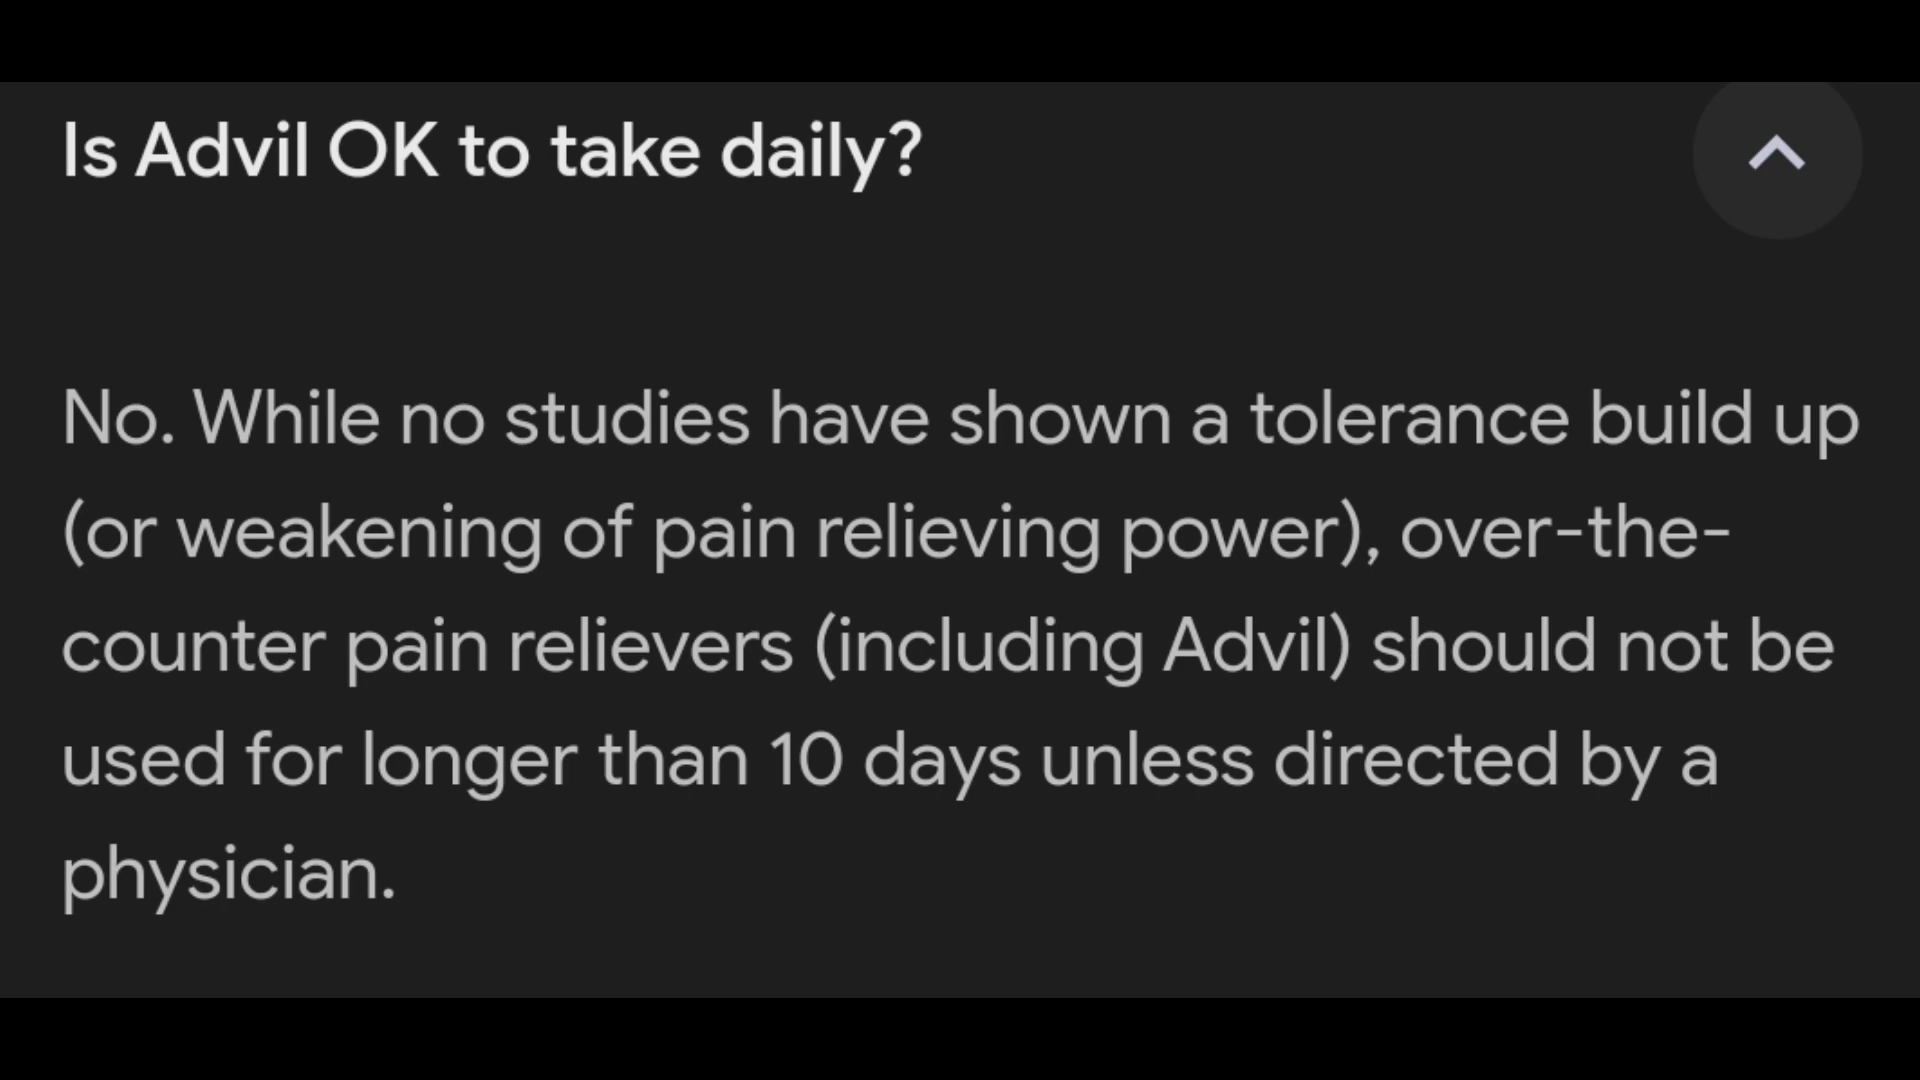 Is Advil OK to take daily?
No. While no studies have shown a tolerance build up
(or weakening of pain relieving power), over-the-
counter pain relievers (including Advil) should not be
used for longer than 10 days unless directed by a
physician.